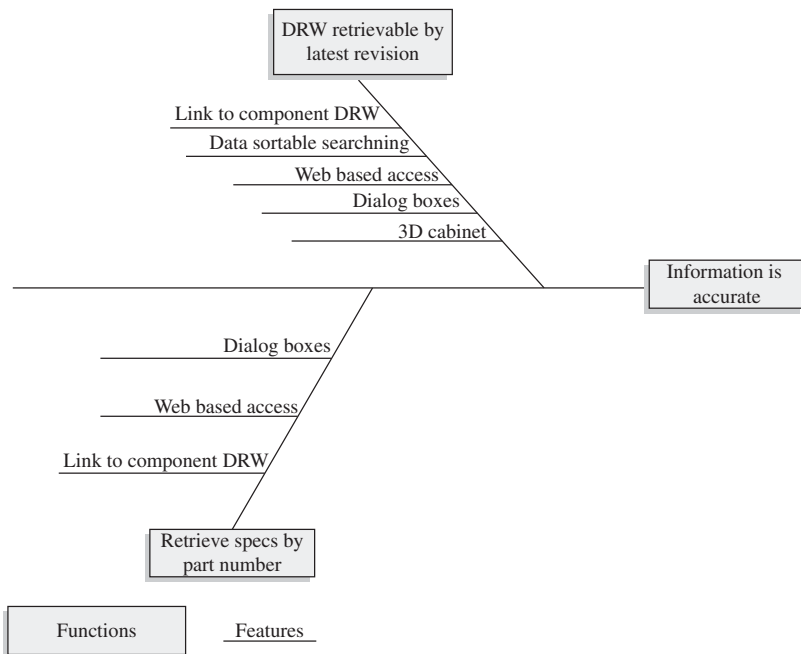 DRW retrievable by
latest revision
Link to component DRW
Data sortable searchning
Web based access
Dialog boxes
3D cabinet
Information is
accurate
Dialog boxes
Web based access
Link to component DRW
Retrieve specs by
part number
Functions
Features